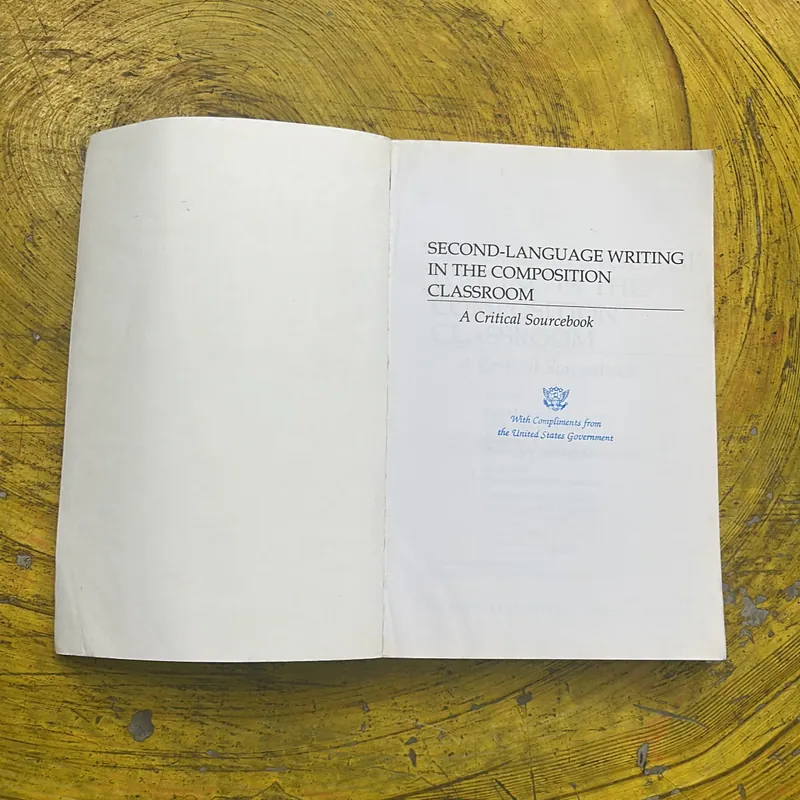 SECOND-LANGUAGE WRITING
IN THE COMPOSITION
CLASSROOM
A Critical Sourcebook
With Compliments from
the United States Government